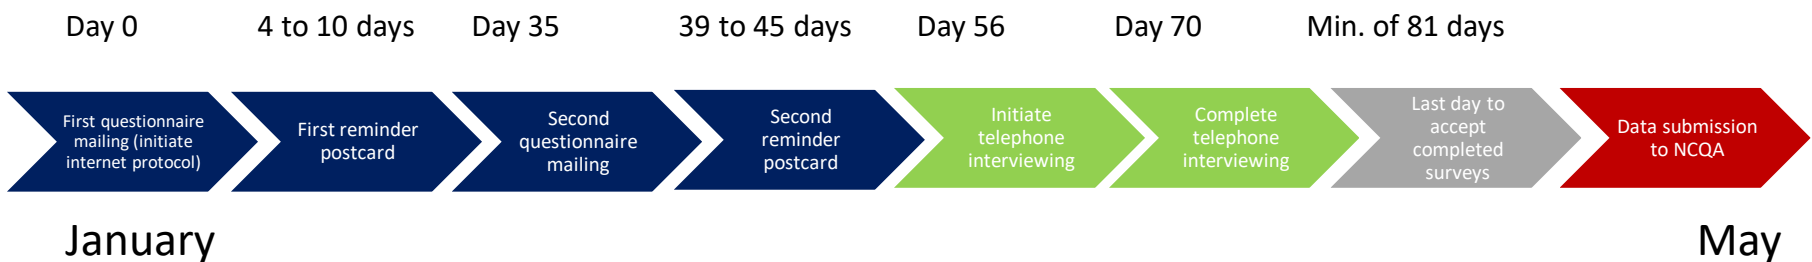 Day 0
4 to 10 days
Day 35
39 to 45 days
Day 56
Day 70
Min. of 81 days
First questionnaire
mailing (initiate
internet protocol)
First reminder
postcard
Second
questionnaire
mailing
Second
reminder
postcard
Initiate
telephone
interviewing
Complete
telephone
interviewing
Last day to
accept
completed
surveys
Data submission
to NCQA
January
May